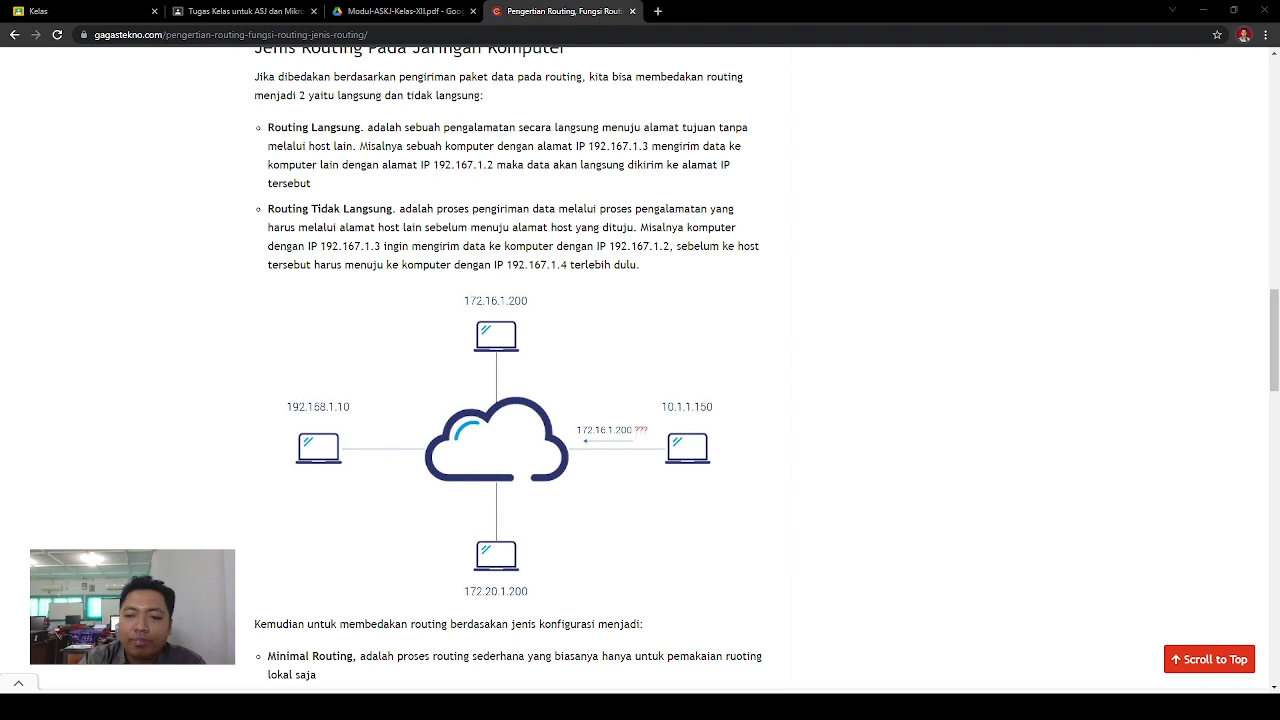 Kelas
Tugas Kelas untuk ASJ dan Mikro
Modul-ASKJ-Kelas-XII.pdf - Goog
Pengertian Routing, Fungsi Routi
gagastekno.com/pengertian-routing-fungsi-routing-jenis-routing/
Jenis Routing Pada Jaringan Komputer
Jika dibedakan berdasarkan pengiriman paket data pada routing, kita bisa membedakan routing
menjadi 2 yaitu langsung dan tidak langsung:
Routing Langsung. adalah sebuah pengalamatan secara langsung menuju alamat tujuan tanpa
melalui host lain. Misalnya sebuah komputer dengan alamat IP 192.167.1.3 mengirim data ke
komputer lain dengan alamat IP 192.167.1.2 maka data akan langsung dikirim ke alamat IP
tersebut
Routing Tidak Langsung. adalah proses pengiriman data melalui proses pengalamatan yang
harus melalui alamat host lain sebelum menuju alamat host yang dituju. Misalnya komputer
dengan IP 192.167.1.3 ingin mengirim data ke komputer dengan IP 192.167.1.2, sebelum ke host
tersebut harus menuju ke komputer dengan IP 192.167.1.4 terlebih dulu.
172.16.1.200
192.168.1.10
10.1.1.150
172.16.1.200 ???
172.20.1.200
Kemudian untuk membedakan routing berdasakan jenis konfigurasi menjadi:
Minimal Routing, adalah proses routing sederhana yang biasanya hanya untuk pemakaian ruoting
lokal saja
Scroll to Top